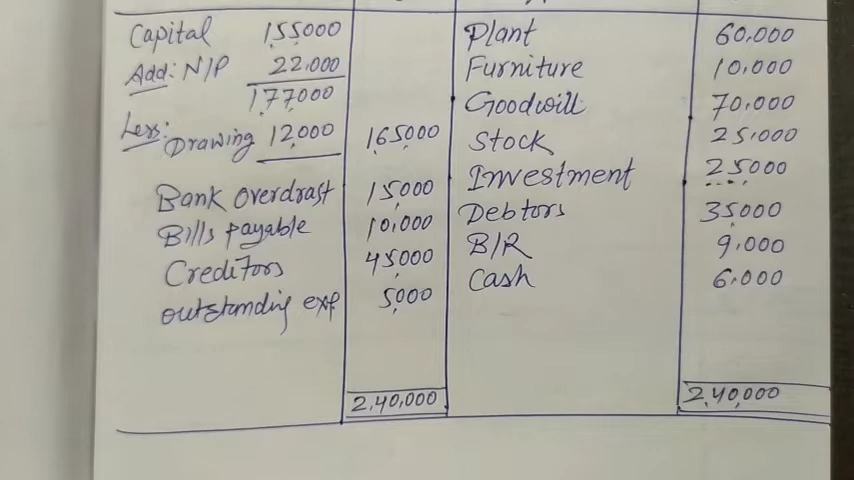 Capital 155000
Add: N/P 22,000
177000
Less: Drawing 12,000 165000
Bank overdrast 15,000
Bills payable 10,000
Creditors 45000
outstanding exp 5000
2,40,000
Plant 60,000
Furniture 10,000
Goodwill 70,000
Stock 25,000
Investment 25000
Debtors 35000
B/R 9,000
Cash 6,000
2,40,000